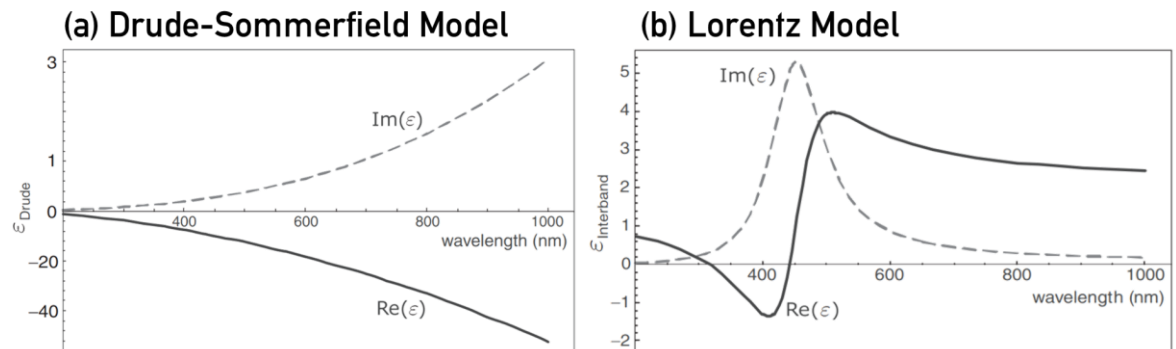 (a) Drude-Sommerfield Model
3
Im(ε)
1
0
400
600
800
1000
wavelength (nm)
εDrude
−20
−40
Re(ε)
(b) Lorentz Model
5
Im(ε)
4
3
2
1
0
400
600
800
1000
wavelength (nm)
εInterband
−1
Re(ε)
−2